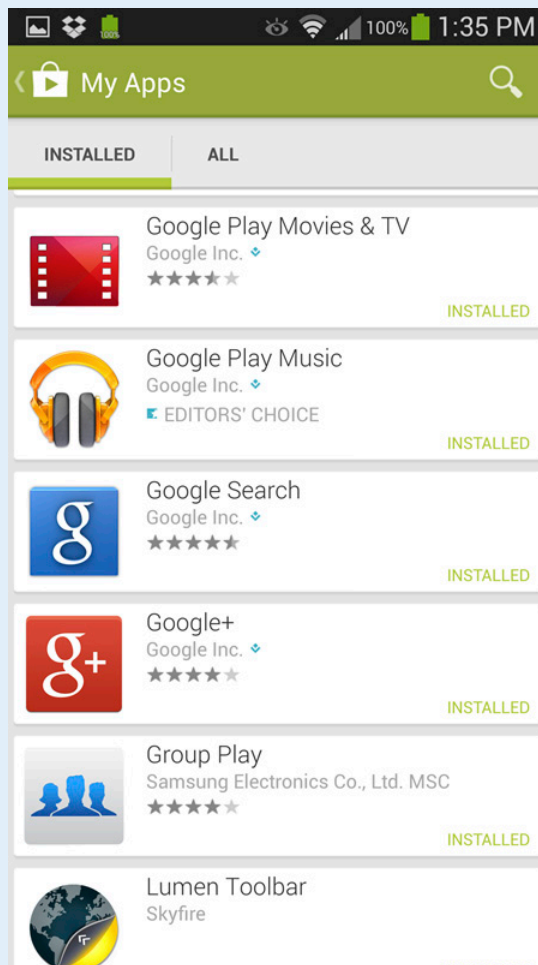 100% 100% 1:35 PM
My Apps
INSTALLED ALL
Google Play Movies & TV
Google Inc.
INSTALLED
Google Play Music
Google Inc.
EDITORS' CHOICE
INSTALLED
g
Google Search
Google Inc.
INSTALLED
g+
Google+
Google Inc.
INSTALLED
Group Play
Samsung Electronics Co., Ltd. MSC
INSTALLED
Lumen Toolbar
Skyfire